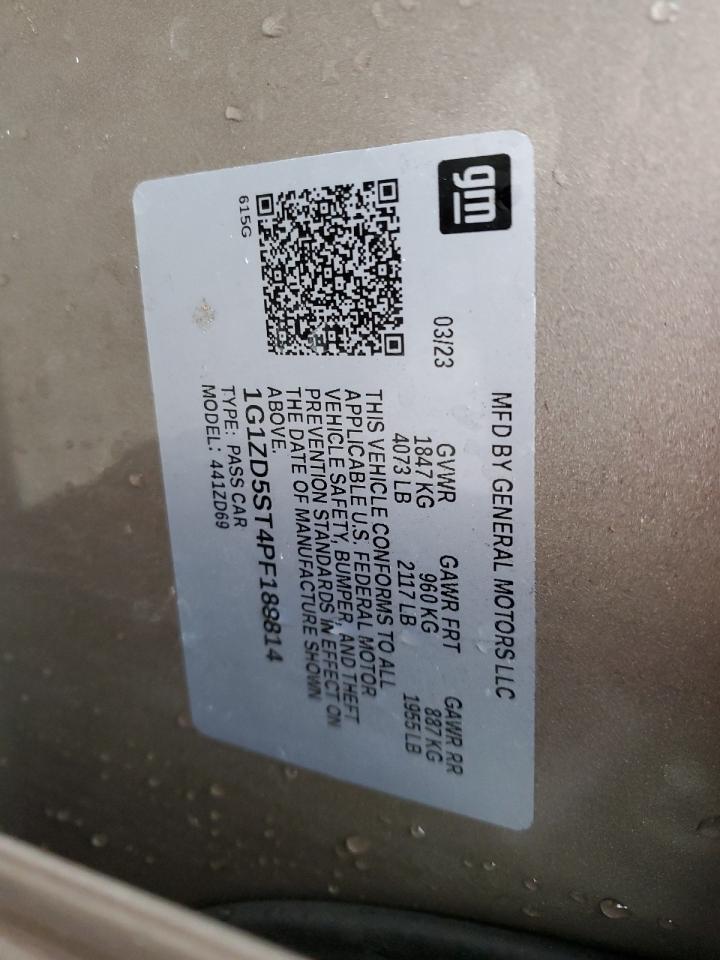 gm
MFD BY GENERAL MOTORS LLC
03/23 GVWR GAWR FRT GAWR RR
1847 KG 960 KG 887 KG
4073 LB 2117 LB 1955 LB
THIS VEHICLE CONFORMS TO ALL
APPLICABLE U.S. FEDERAL MOTOR
VEHICLE SAFETY, BUMPER, AND THEFT
PREVENTION STANDARDS IN EFFECT ON
THE DATE OF MANUFACTURE SHOWN
ABOVE.
615G
1G1ZD5ST4PF188814
TYPE: PASS CAR
MODEL: 441ZD69